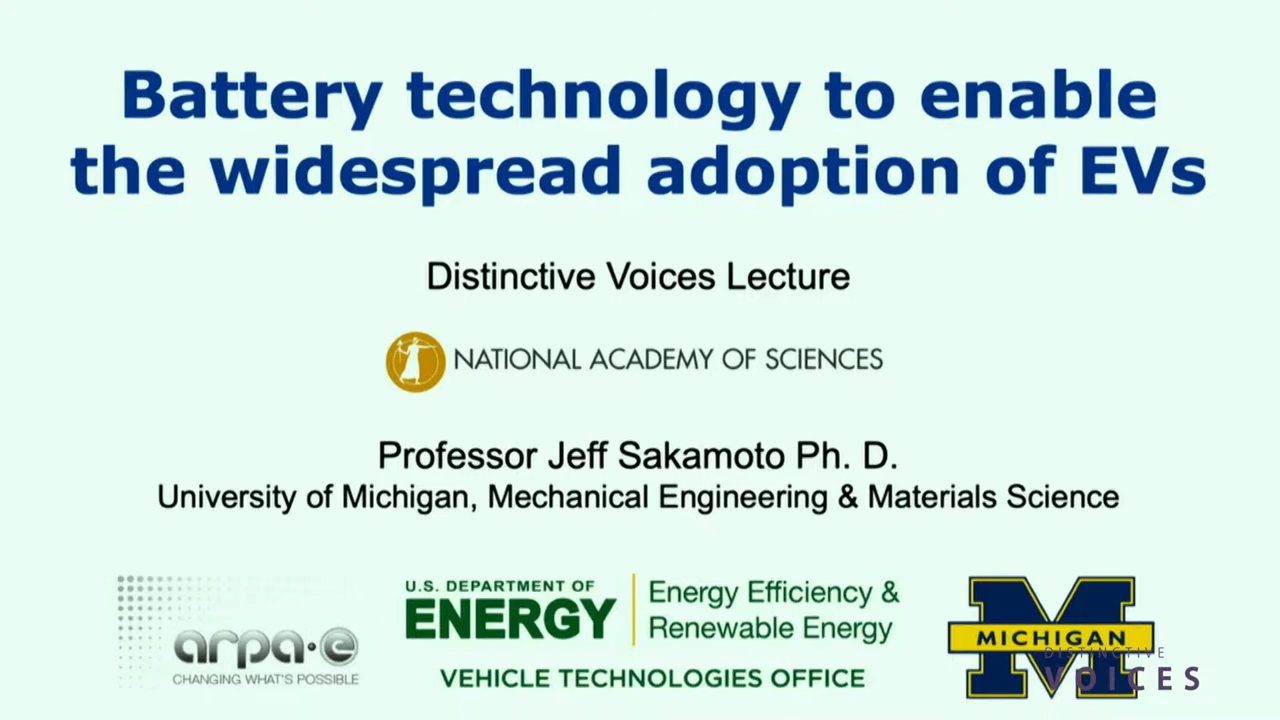 Battery technology to enable
the widespread adoption of EVs
Distinctive Voices Lecture
NATIONAL ACADEMY OF SCIENCES
Professor Jeff Sakamoto Ph. D.
University of Michigan, Mechanical Engineering & Materials Science
arpa·e
CHANGING WHAT'S POSSIBLE
U.S. DEPARTMENT OF
ENERGY
Energy Efficiency &
Renewable Energy
VEHICLE TECHNOLOGIES OFFICE
MICHIGAN
DISTINCTIVE
VOICES